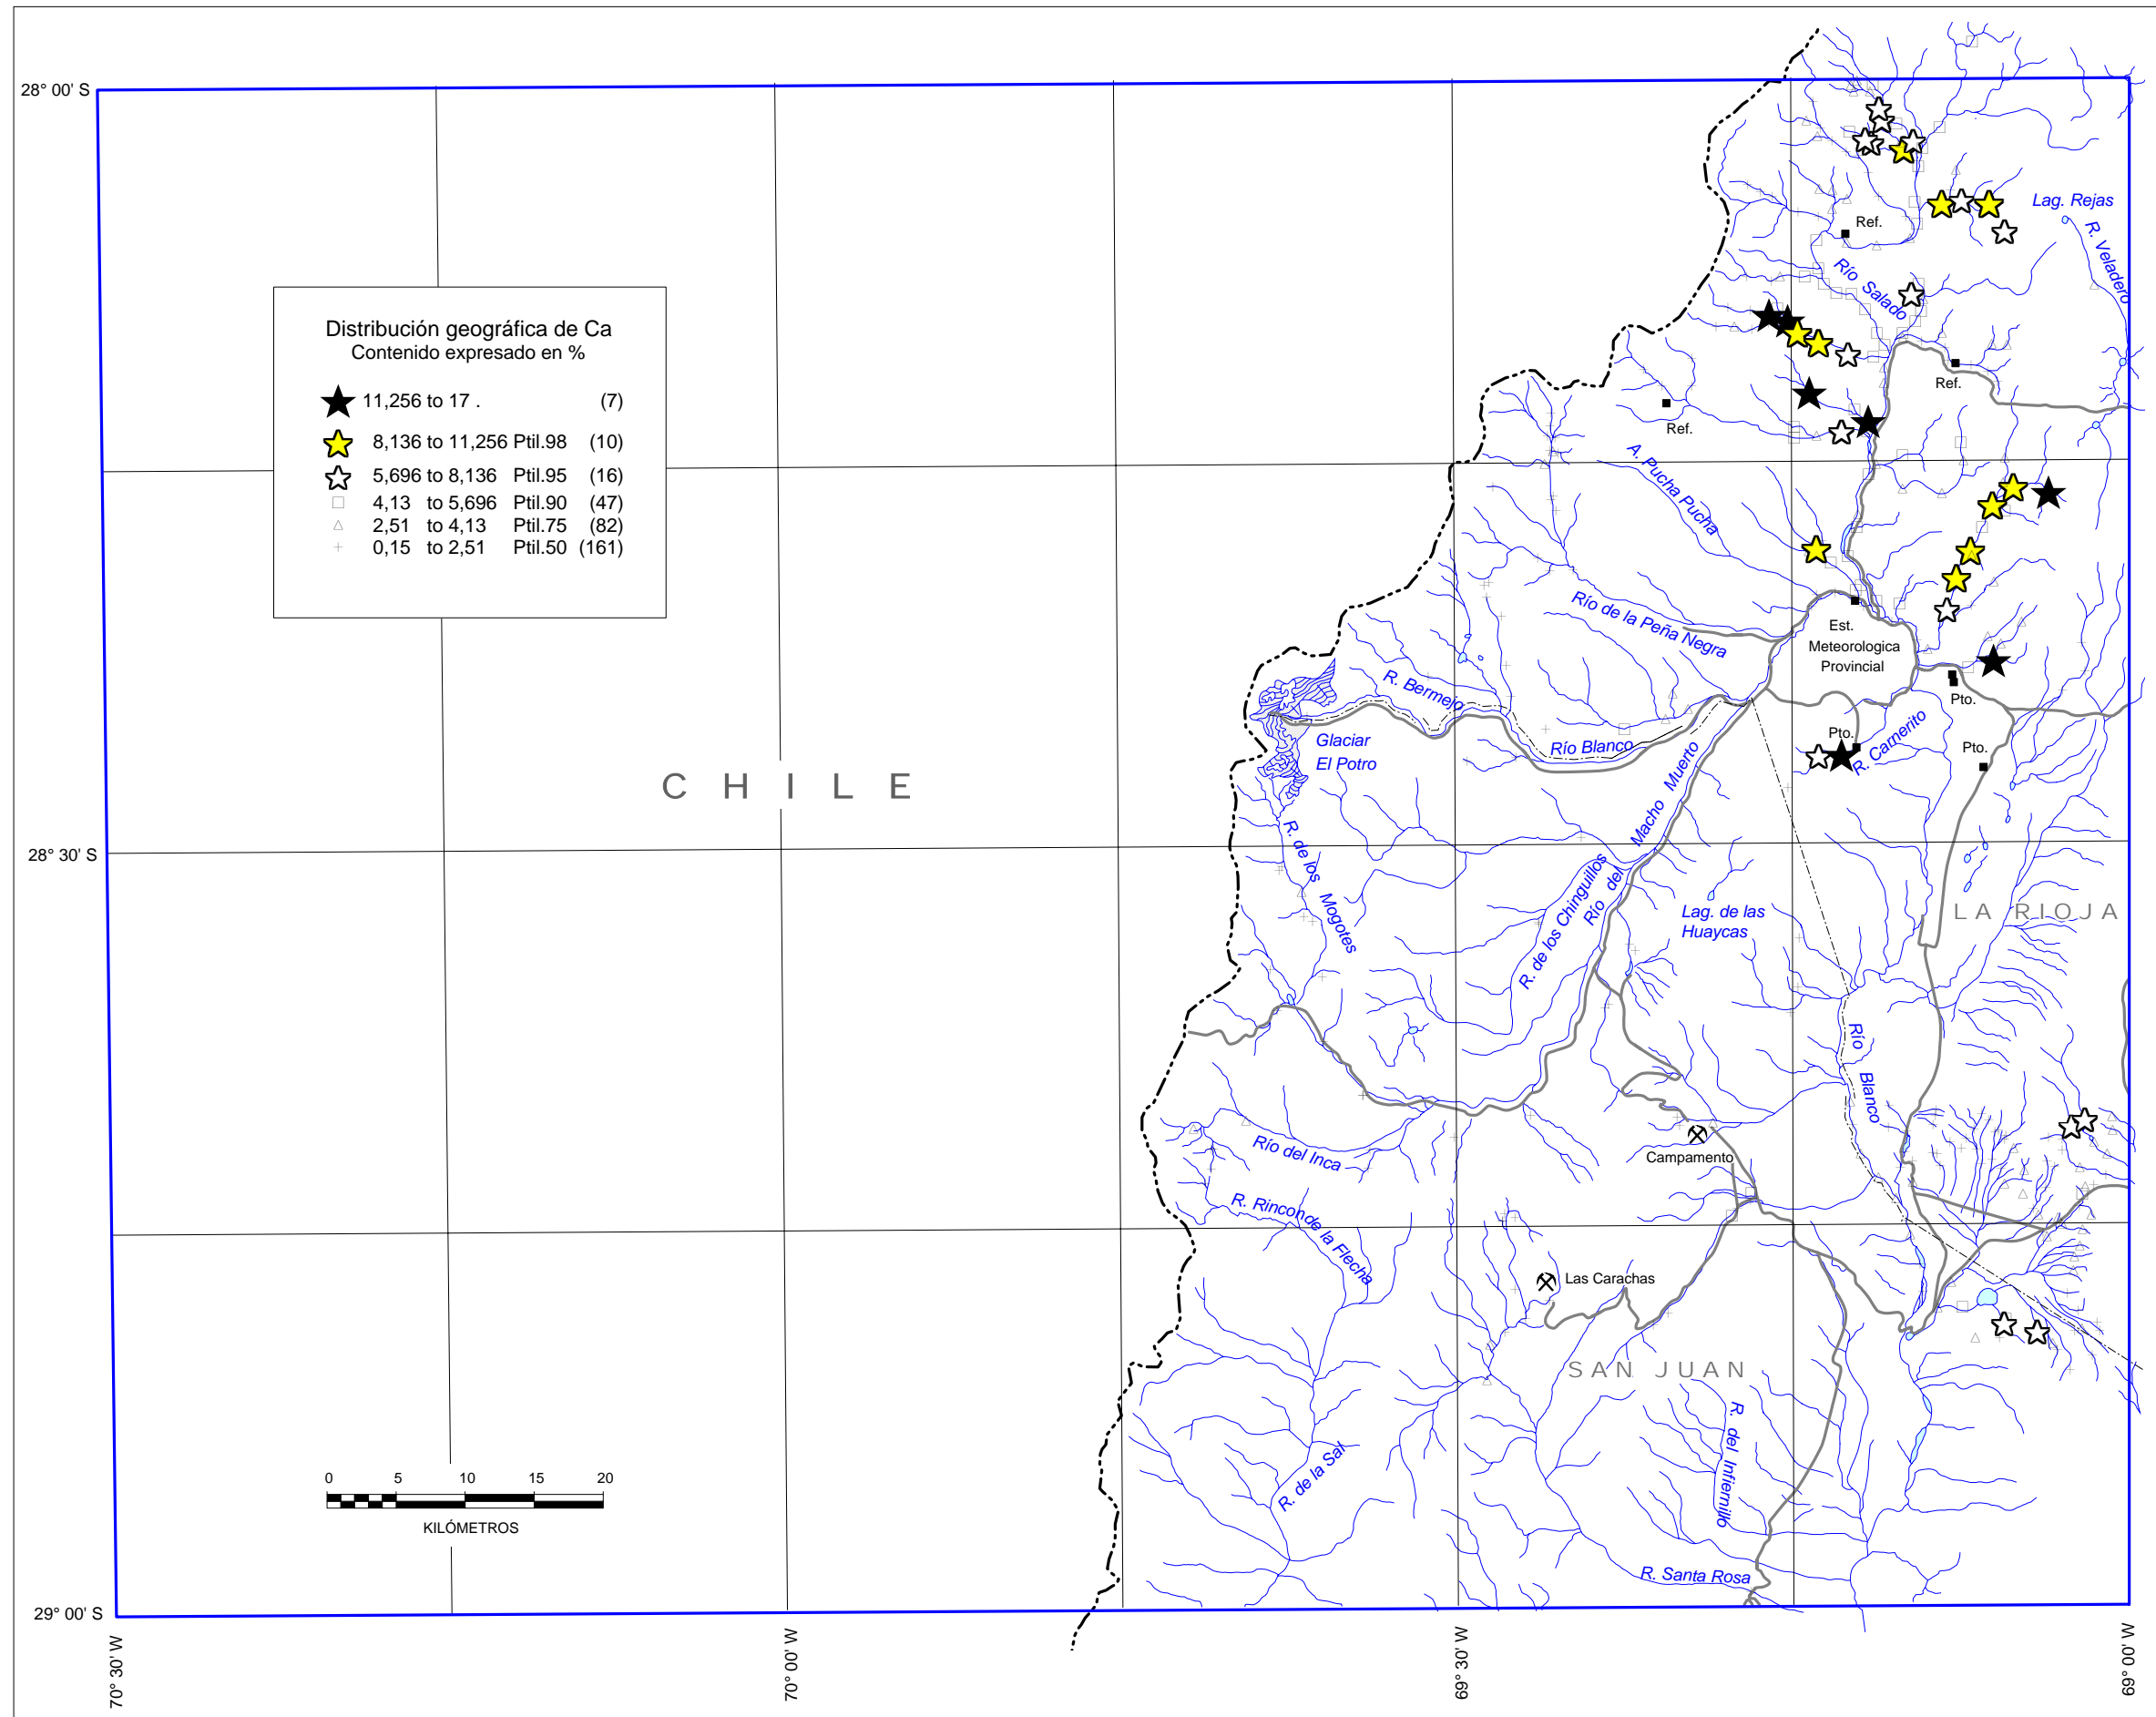 28° 00' S
Lag. Rejas
R. Veladero
Ref.
Río Salado
Distribución geográfica de Ca
Contenido expresado en %
11,256 to 17 . (7)
8,136 to 11,256 Ptil.98 (10)
5,696 to 8,136 Ptil.95 (16)
4,13 to 5,696 Ptil.90 (47)
2,51 to 4,13 Ptil.75 (82)
0,15 to 2,51 Ptil.50 (161)
Ref.
Ref.
A. Pucha Pucha
Río de la Peña Negra
Est.
Meteorologica
Provincial
R. Bermejo
Pto.
Glaciar
El Potro
Río Blanco
Pto.
R. Carnerito
Pto.
CHILE
Río del Macho Muerto
28° 30' S
R. de los Mogotes
R. de los Chinguillos
Lag. de las
Huaycas
LA RIOJA
Río Blanco
Río del Inca
Campamento
R. Rincon de la Flecha
Las Carachas
SAN JUAN
R. de la Sal
R. del Infiernillo
R. Santa Rosa
0 5 10 15 20
KILÓMETROS
29° 00' S
70° 30' W
70° 00' W
69° 30' W
69° 00' W